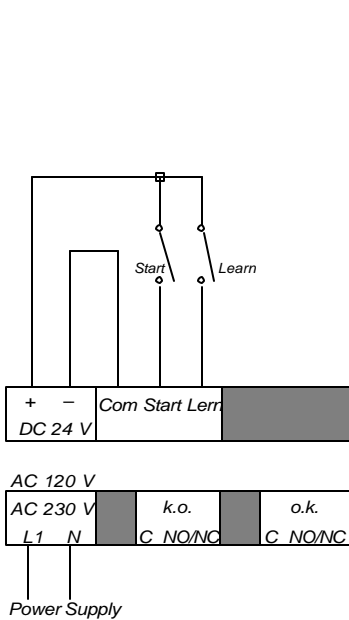 Start Learn
+ – Com Start Lern
DC 24 V
AC 120 V
AC 230 V k.o. o.k.
L1 N C NO/NC C NO/NC
Power Supply